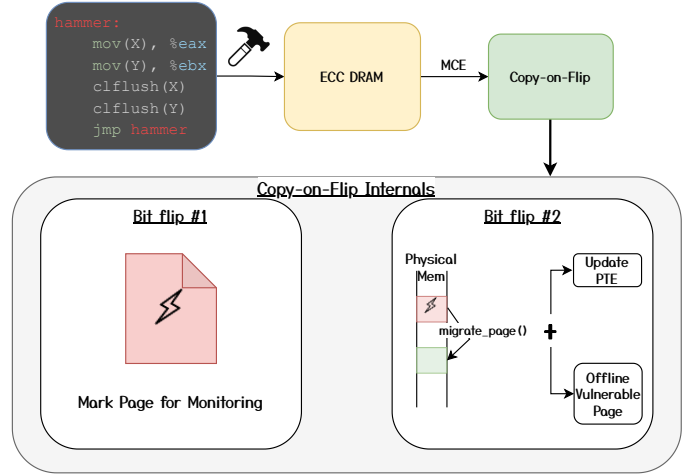 hammer:
mov(X), %eax
mov(Y), %ebx
clflush(X)
clflush(Y)
jmp hammer
ECC DRAM
MCE
Copy-on-Flip
Copy-on-Flip Internals
Bit flip #1
Mark Page for Monitoring
Bit flip #2
Physical
Mem
migrate_page()
+
Update
PTE
Offline
Vulnerable
Page